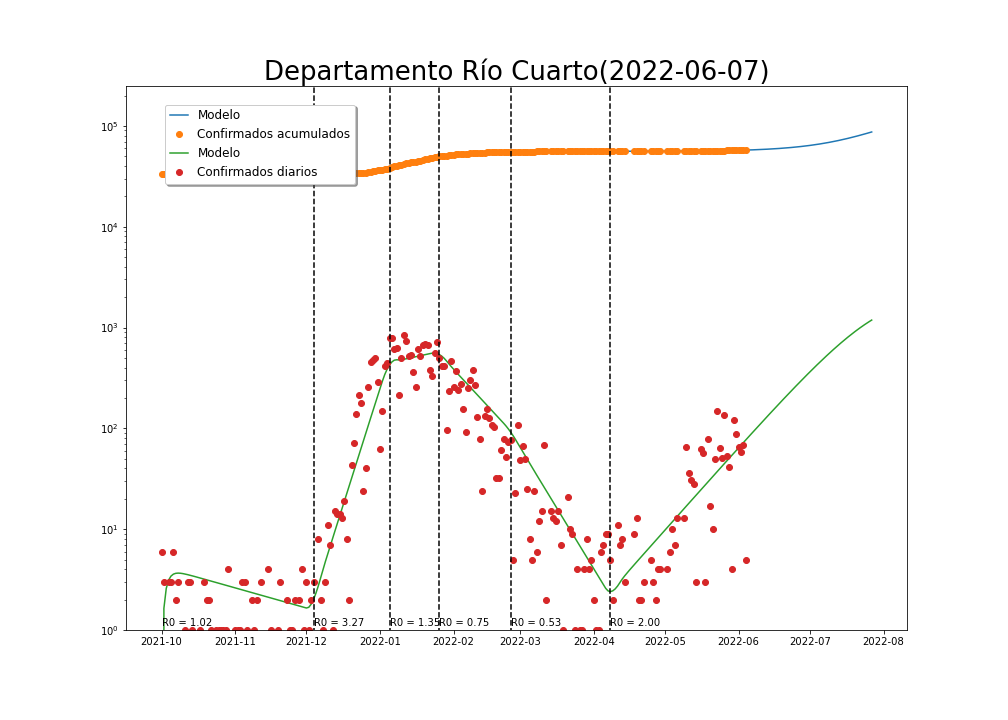 Departamento Río Cuarto(2022-06-07)
Modelo
Confirmados acumulados
Modelo
Confirmados diarios
10^5
10^4
10^3
10^2
10^1
10^0
R0 = 1.02 R0 = 3.27 R0 = 1.35 R0 = 0.75 R0 = 0.53 R0 = 2.00
2021-10 2021-11 2021-12 2022-01 2022-02 2022-03 2022-04 2022-05 2022-06 2022-07 2022-08